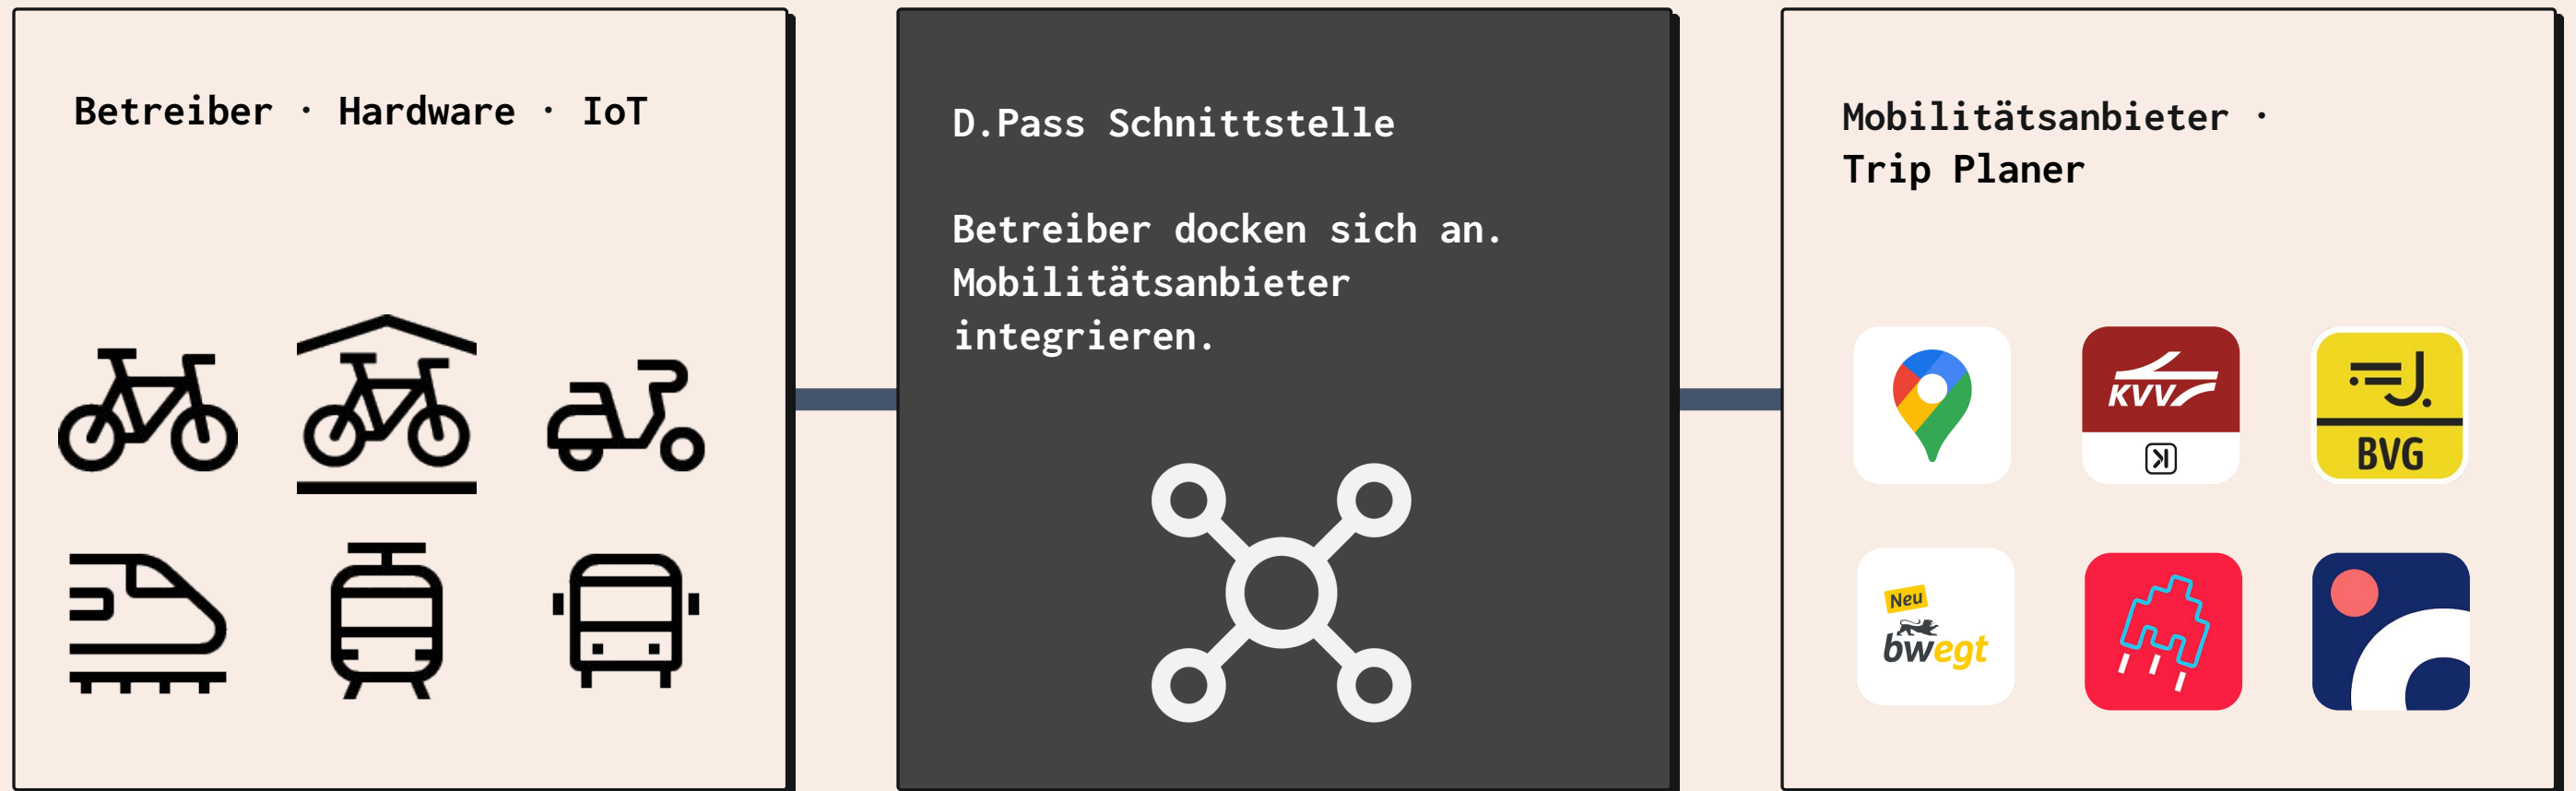 Betreiber · Hardware · IoT
D.Pass Schnittstelle
Betreiber docken sich an.
Mobilitätsanbieter
integrieren.
Mobilitätsanbieter ·
Trip Planer
KVV
BVG
Neu
bwegt